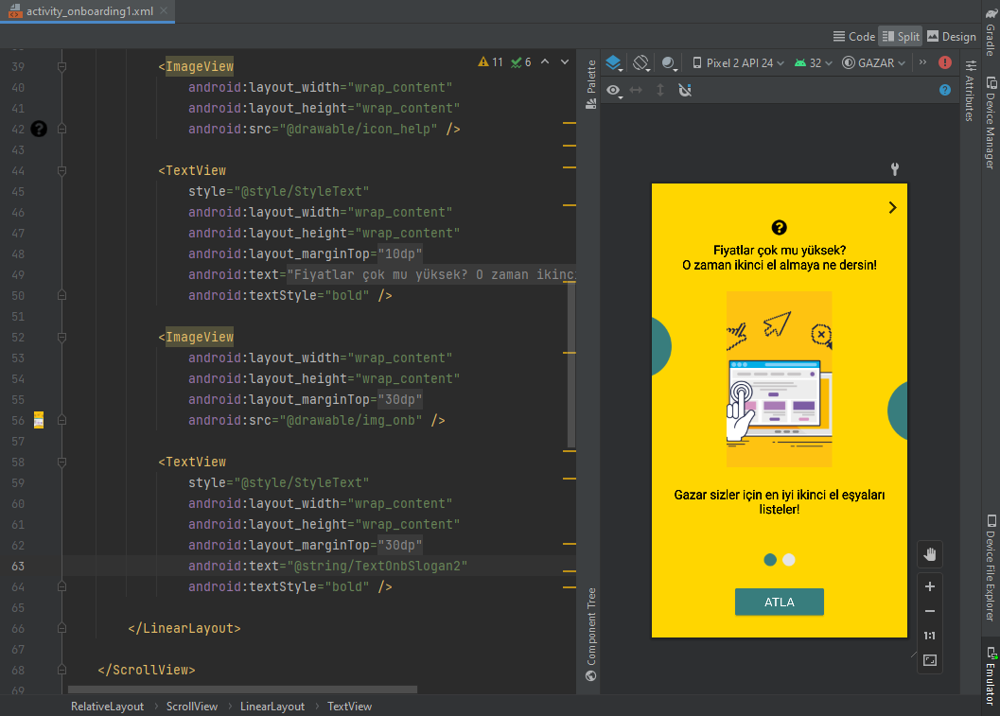 activity_onboarding1.xml
Code
Split
Design
39 <ImageView
11 6
40 android:layout_width="wrap_content"
41 android:layout_height="wrap_content"
42 android:src="@drawable/icon_help" />
43
44 <TextView
45 style="@style/StyleText"
46 android:layout_width="wrap_content"
47 android:layout_height="wrap_content"
48 android:layout_marginTop="10dp"
49 android:text="Fiyatlar çok mu yüksek? O zaman ikinci
50 android:textStyle="bold" />
51
52 <ImageView
53 android:layout_width="wrap_content"
54 android:layout_height="wrap_content"
55 android:layout_marginTop="30dp"
56 android:src="@drawable/img_onb" />
57
58 <TextView
59 style="@style/StyleText"
60 android:layout_width="wrap_content"
61 android:layout_height="wrap_content"
62 android:layout_marginTop="30dp"
63 android:text="@string/TextOnbSlogan2"
64 android:textStyle="bold" />
65
66 </LinearLayout>
67
68 </ScrollView>
69
RelativeLayout > ScrollView > LinearLayout > TextView
Palette
Component Tree
Pixel 2 API 24
32
GAZAR
Fiyatlar çok mu yüksek?
O zaman ikinci el almaya ne dersin!
Gazar sizler için en iyi ikinci el eşyaları
listeler!
ATLA
1:1
Attributes
Gradle
Device Manager
Device File Explorer
Emulator